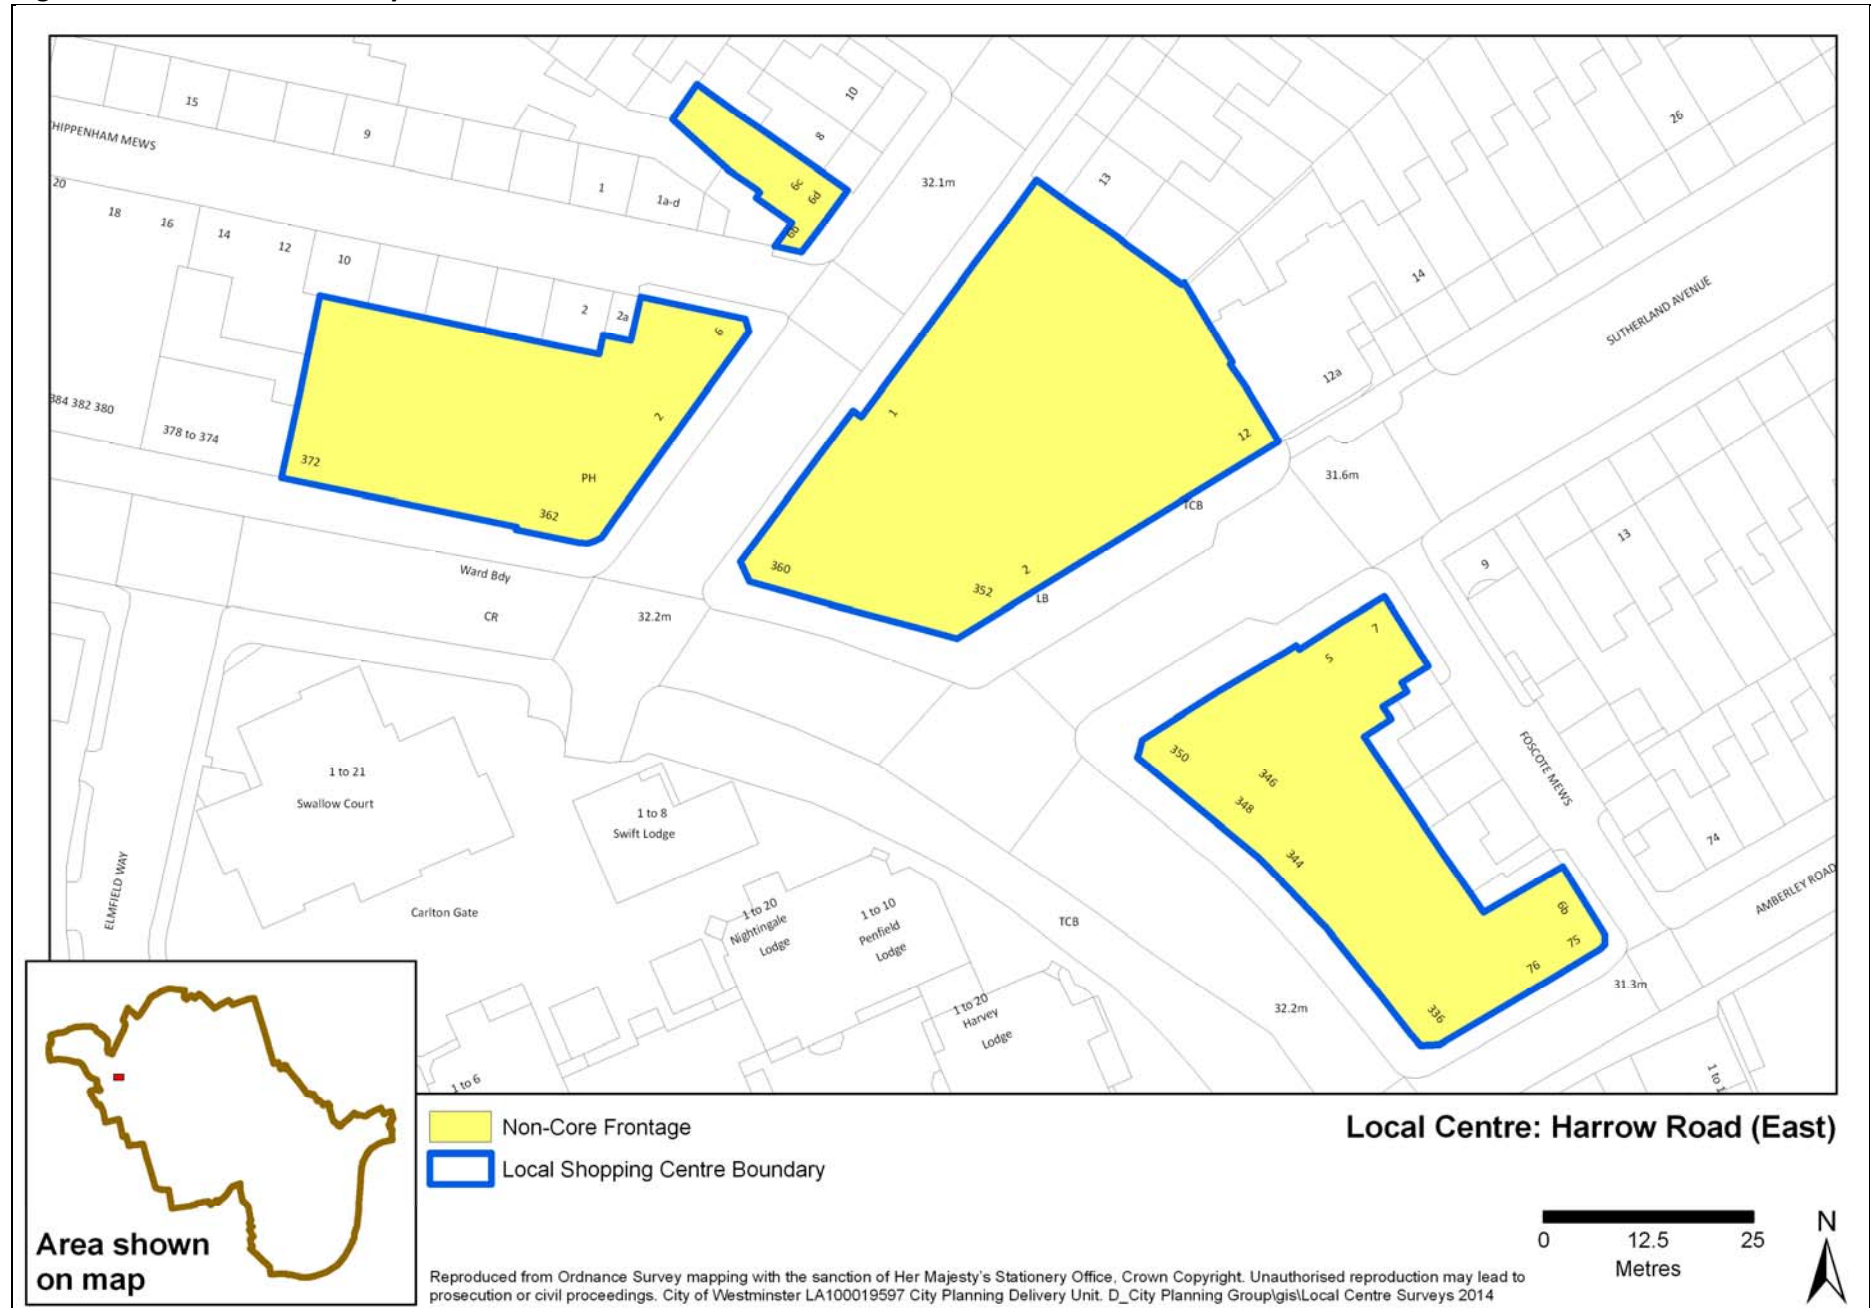 15
9
1
1a-d
HIPPENHAM MEWS
20
18
16
14
12
10
2
2a
10
8
6c
6d
6b
32.1m
13
26
14
12a
SUTHERLAND AVENUE
384 382 380
378 to 374
372
PH
362
6
2
1
12
360
352
2
TCB
LB
31.6m
9
13
Ward Bdy
CR
32.2m
7
5
350
346
348
344
FOSCOTE MEWS
74
AMBERLEY ROAD
6b
75
76
336
31.3m
32.2m
1 to 21
Swallow Court
1 to 8
Swift Lodge
ELMFIELD WAY
Carlton Gate
1 to 20
Nightingale
Lodge
1 to 10
Penfield
Lodge
TCB
1 to 20
Harvey
Lodge
1 to 6
1 to 1
Area shown
on map
Non-Core Frontage
Local Shopping Centre Boundary
Local Centre: Harrow Road (East)
0 12.5 25
Metres
N
Reproduced from Ordnance Survey mapping with the sanction of Her Majesty's Stationery Office, Crown Copyright. Unauthorised reproduction may lead to
prosecution or civil proceedings. City of Westminster LA100019597 City Planning Delivery Unit. D_City Planning Group\gis\Local Centre Surveys 2014